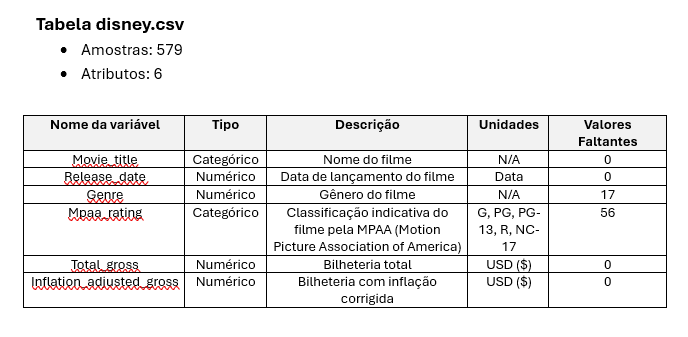 Tabela disney.csv
• Amostras: 579
• Atributos: 6
Nome da variável Tipo Descrição Unidades Valores Faltantes
Movie_title Categórico Nome do filme N/A 0
Release_date Numérico Data de lançamento do filme Data 0
Genre Numérico Gênero do filme N/A 17
Mpaa_rating Categórico Classificação indicativa do filme pela MPAA (Motion Picture Association of America) G, PG, PG-13, R, NC-17 56
Total_gross Numérico Bilheteria total USD ($) 0
Inflation_adjusted_gross Numérico Bilheteria com inflação corrigida USD ($) 0